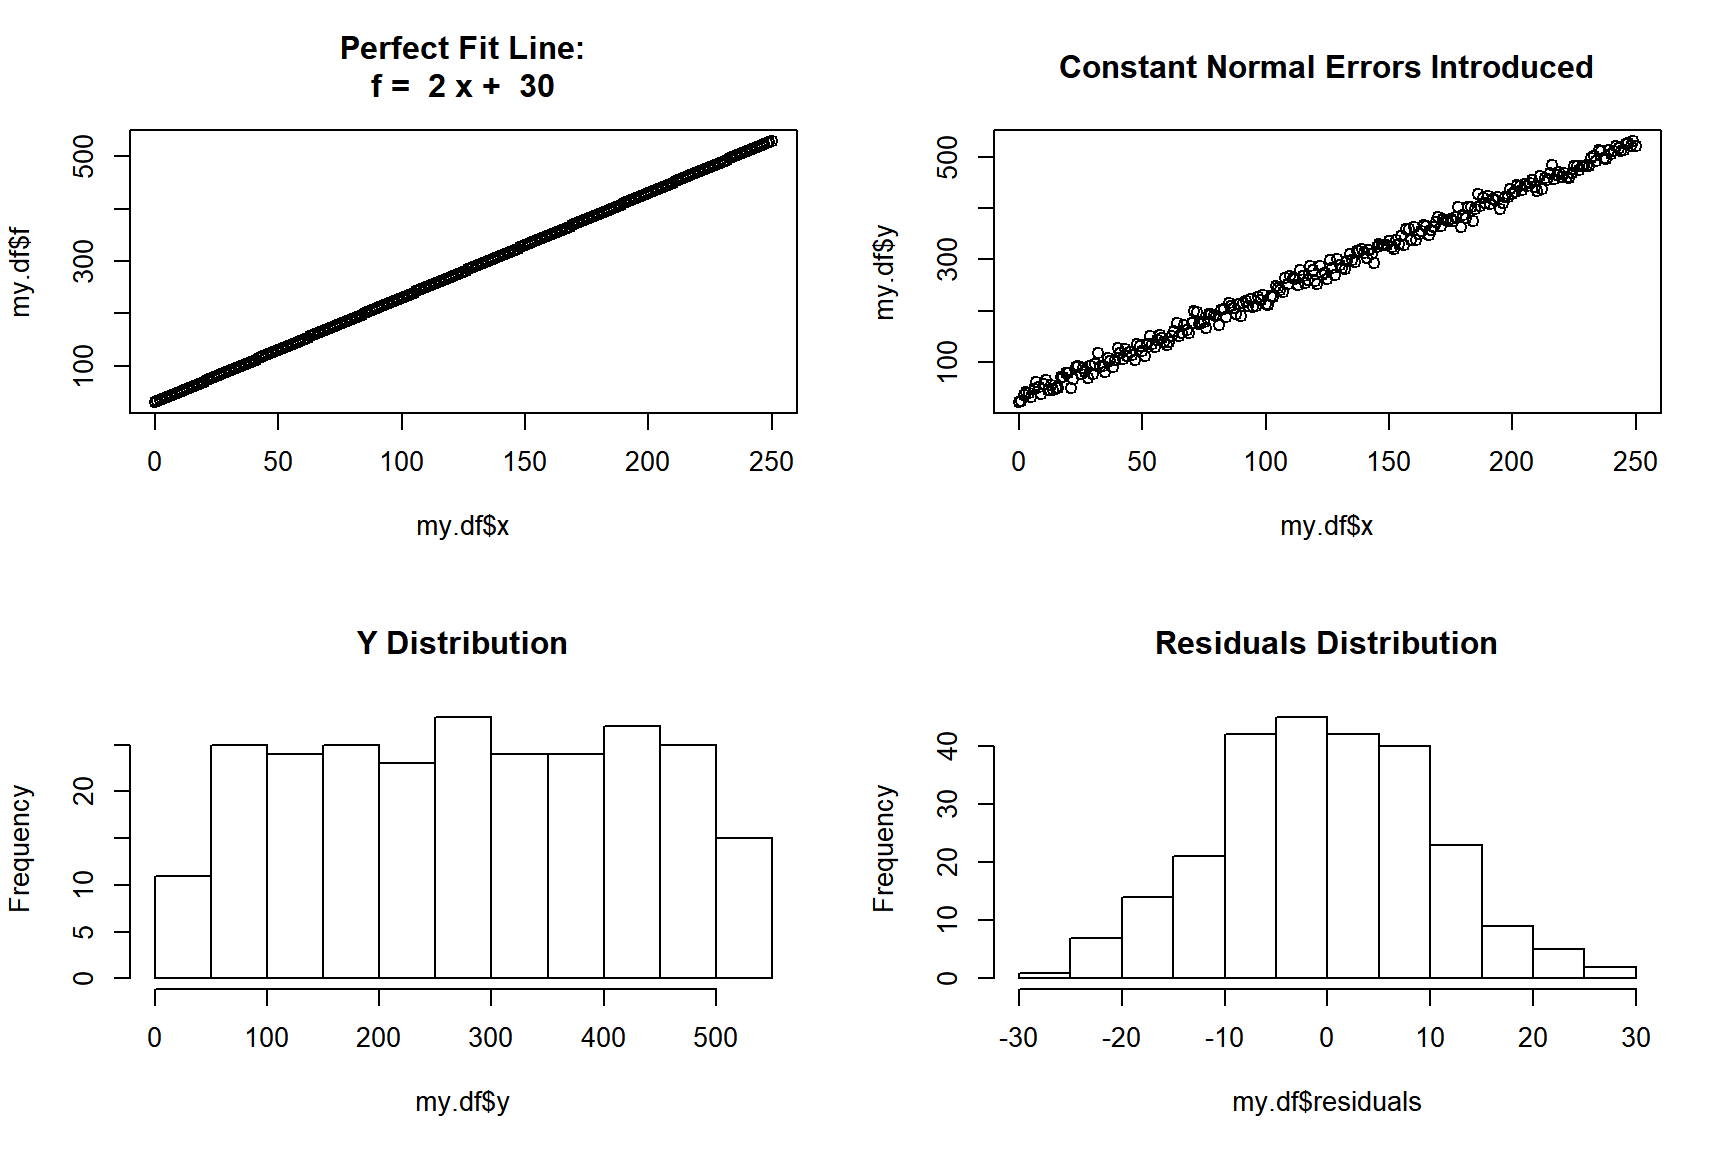 Perfect Fit Line:
f =  2 x +  30
my.df$f
100
300
500
0 50 100 150 200 250
my.df$x
Constant Normal Errors Introduced
my.df$y
100
300
500
0 50 100 150 200 250
my.df$x
Y Distribution
Frequency
0
5
10
20
0 100 200 300 400 500
my.df$y
Residuals Distribution
Frequency
0
10
20
30
40
-30 -20 -10 0 10 20 30
my.df$residuals